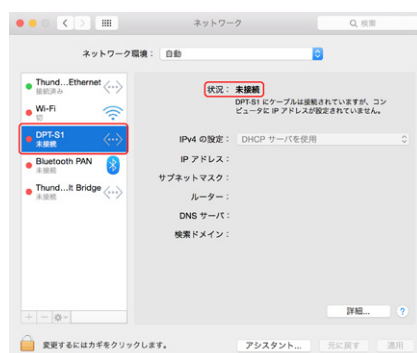 ネットワーク
検索
ネットワーク環境： 自動
Thund…Ethernet
接続済み
Wi-Fi
切
DPT-S1
未接続
Bluetooth PAN
未接続
Thund…lt Bridge
未接続
状況： 未接続
DPT-S1 にケーブルは接続されていますが、コン
ピュータに IP アドレスが設定されていません。
IPv4 の設定： DHCP サーバを使用
IP アドレス：
サブネットマスク：
ルーター：
DNS サーバ：
検索ドメイン：
詳細...
?
変更するにはカギをクリックします。
アシスタント... 元に戻す 適用